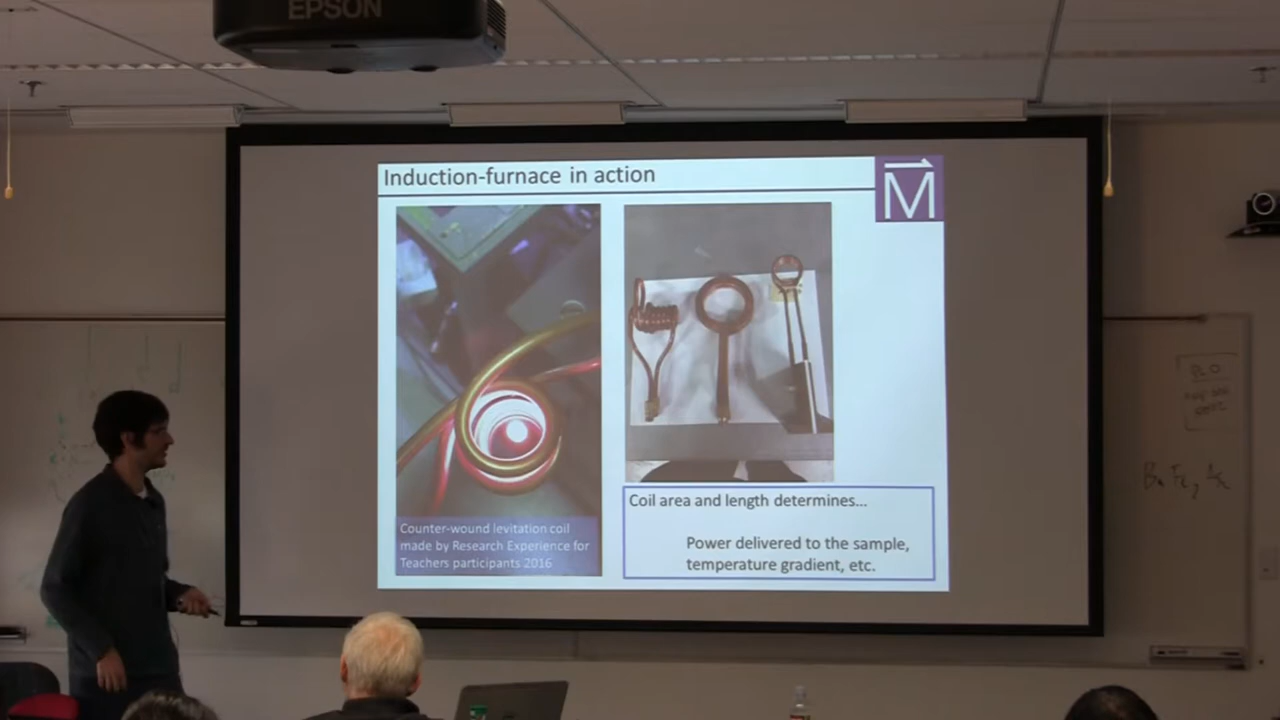 EPSON
Induction-furnace in action
M
Counter-wound levitation coil
made by Research Experience for
Teachers participants 2016
Coil area and length determines...
Power delivered to the sample,
temperature gradient, etc.